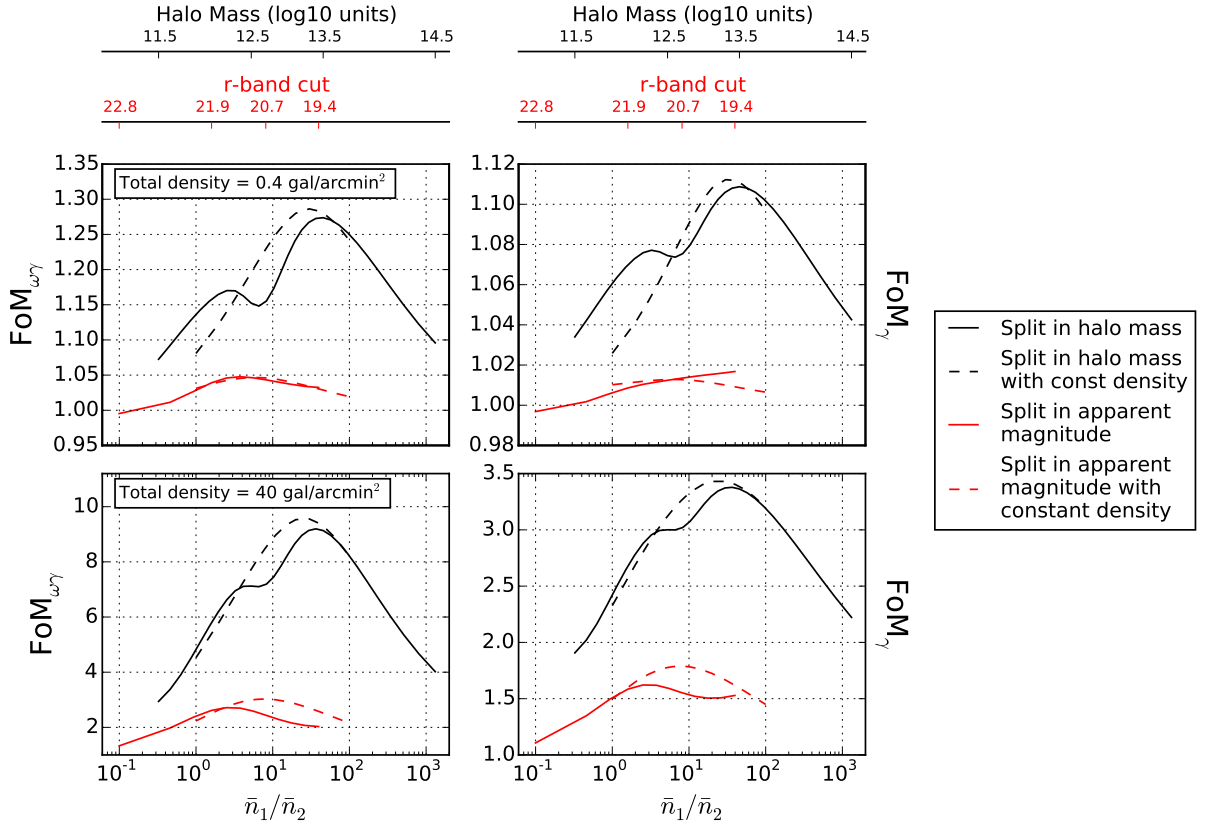 Halo Mass (log10 units)
Halo Mass (log10 units)
11.5 12.5 13.5 14.5
11.5 12.5 13.5 14.5
r-band cut
r-band cut
22.8 21.9 20.7 19.4
22.8 21.9 20.7 19.4
Total density = 0.4 gal/arcmin²
1.35
1.30
1.25
1.20
1.15
1.10
1.05
1.00
0.95
FoM_ωγ
1.12
1.10
1.08
1.06
1.04
1.02
1.00
0.98
FoM_γ
Total density = 40 gal/arcmin²
10
8
6
4
2
FoM_ωγ
3.5
3.0
2.5
2.0
1.5
1.0
FoM_γ
10⁻¹ 10⁰ 10¹ 10² 10³
10⁻¹ 10⁰ 10¹ 10² 10³
n̄₁/n̄₂
n̄₁/n̄₂
Split in halo mass
Split in halo mass
with const density
Split in apparent
magnitude
Split in apparent
magnitude with
constant density